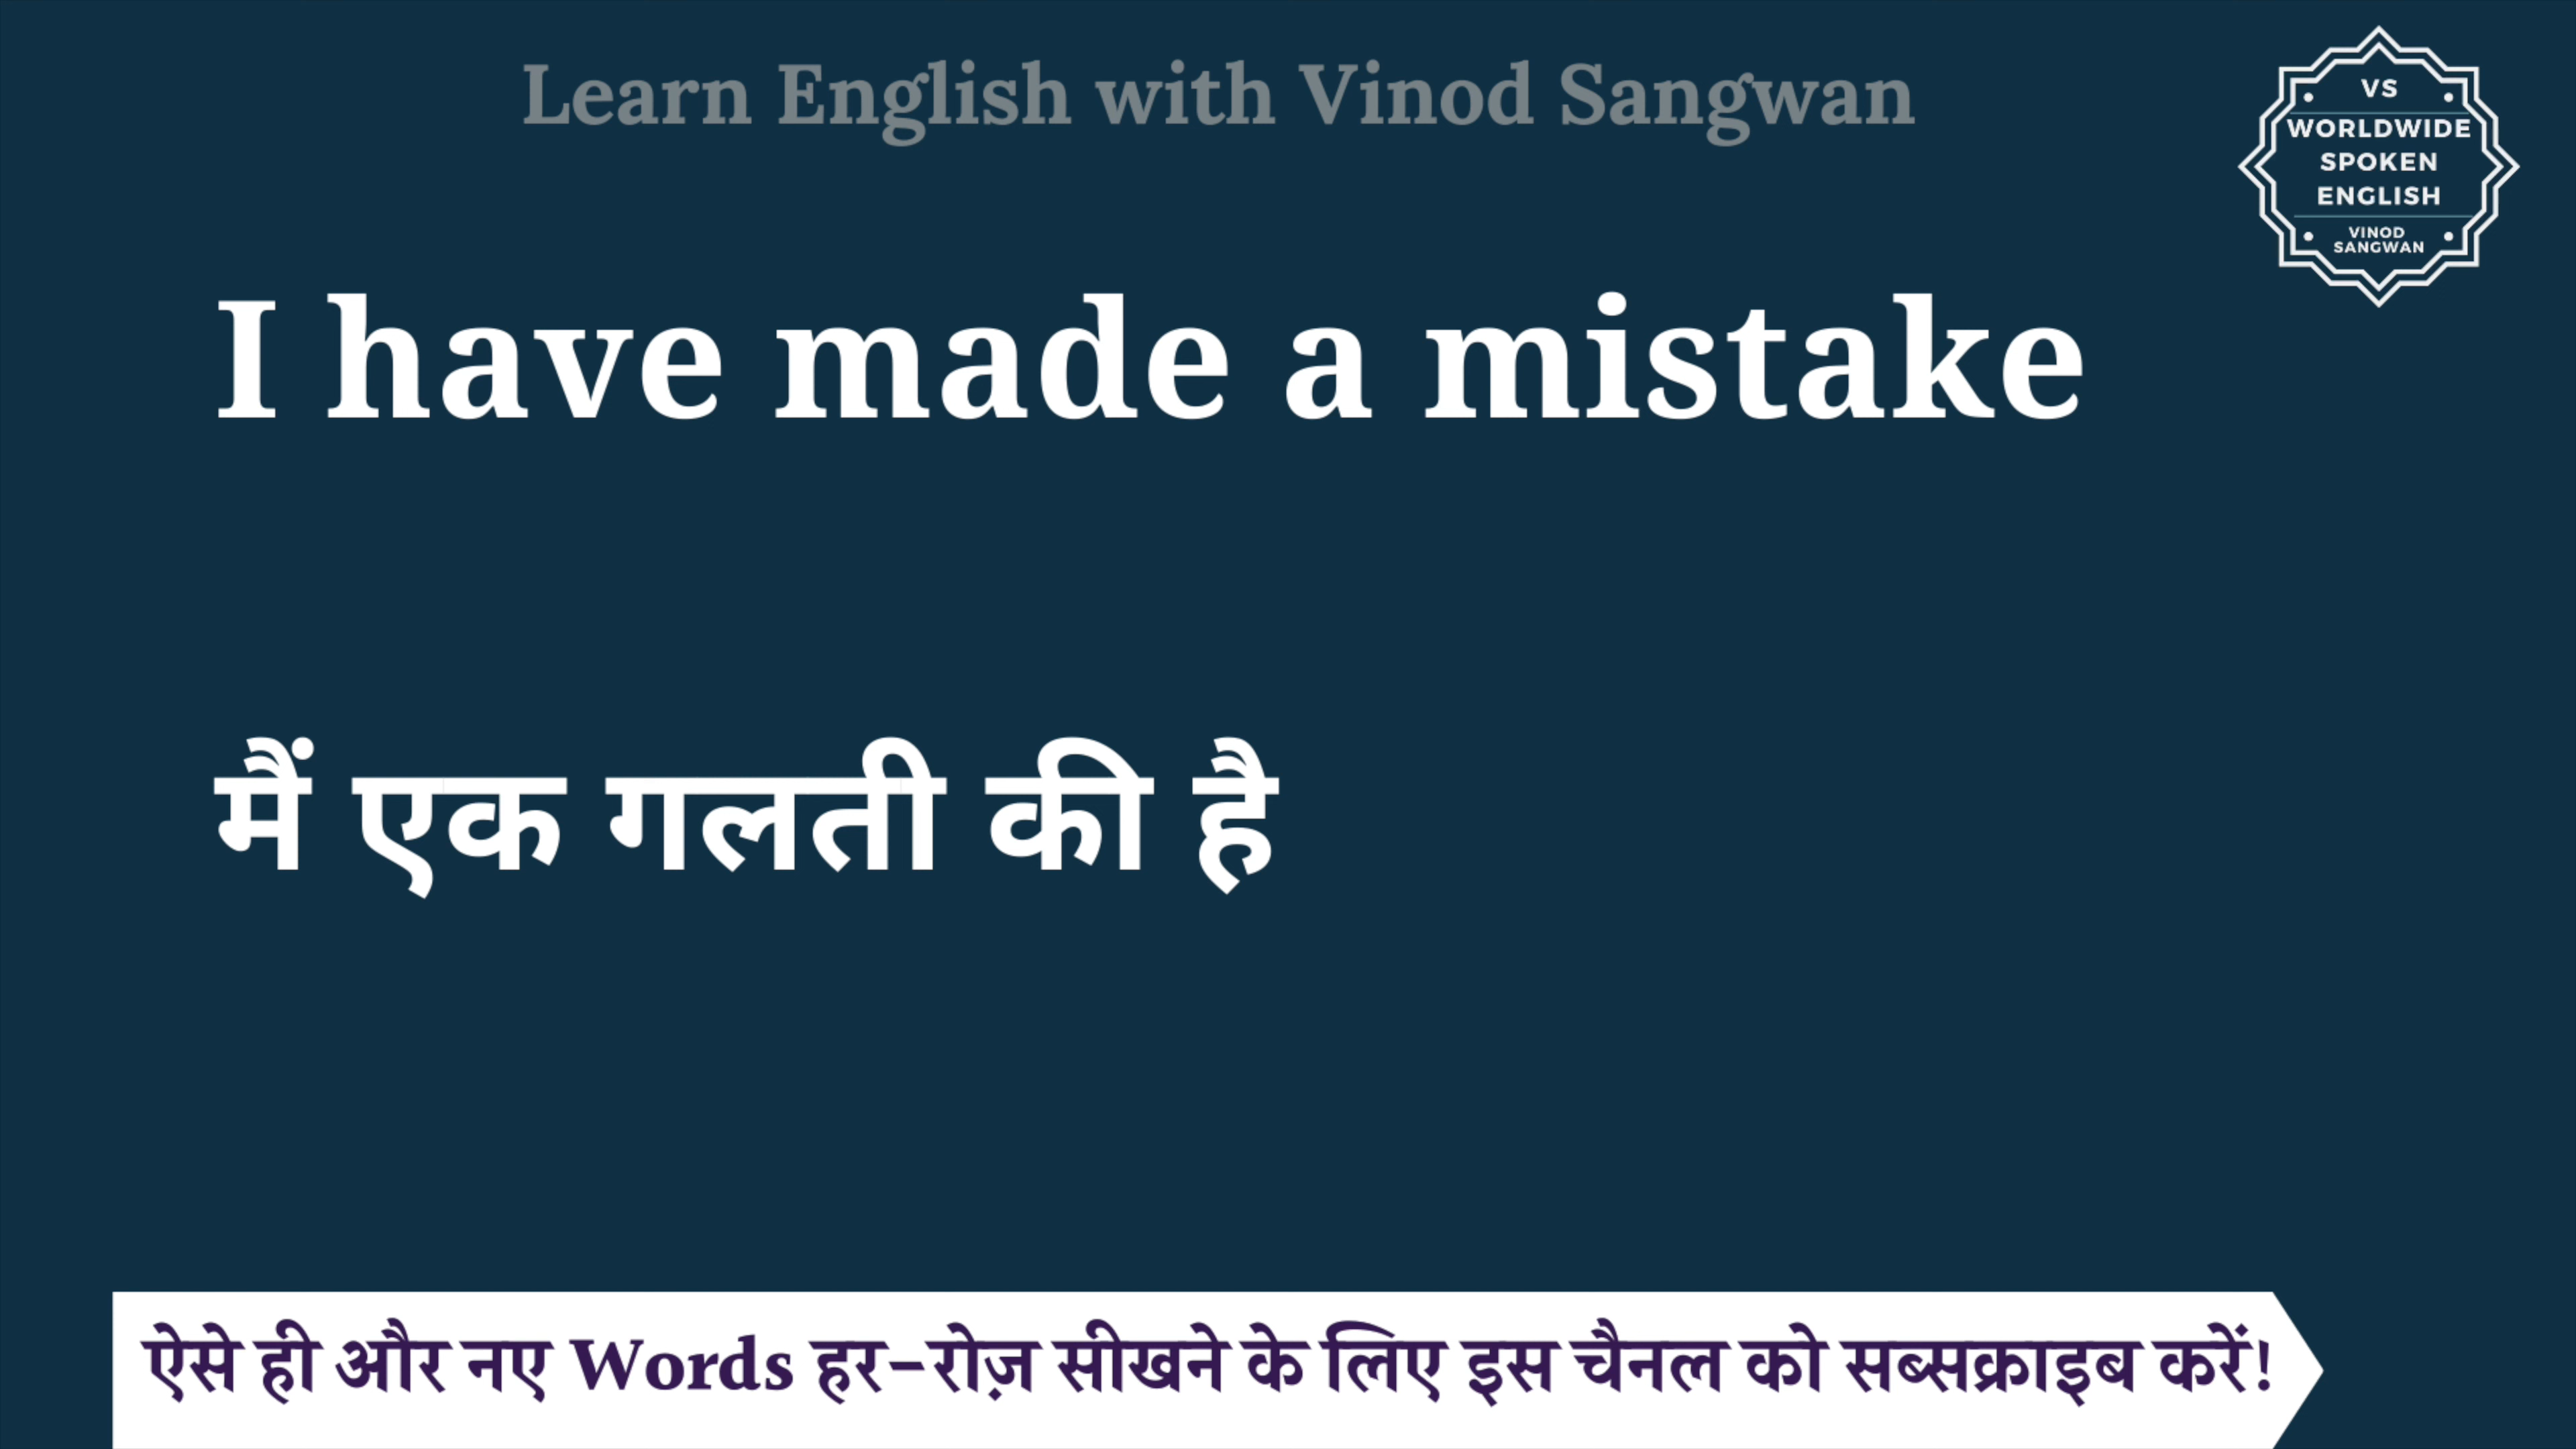 Learn English with Vinod Sangwan
VS
WORLDWIDE
SPOKEN
ENGLISH
VINOD
SANGWAN
I have made a mistake
मैं एक गलती की है
ऐसे ही और नए Words हर-रोज़ सीखने के लिए इस चैनल को सब्सक्राइब करें!